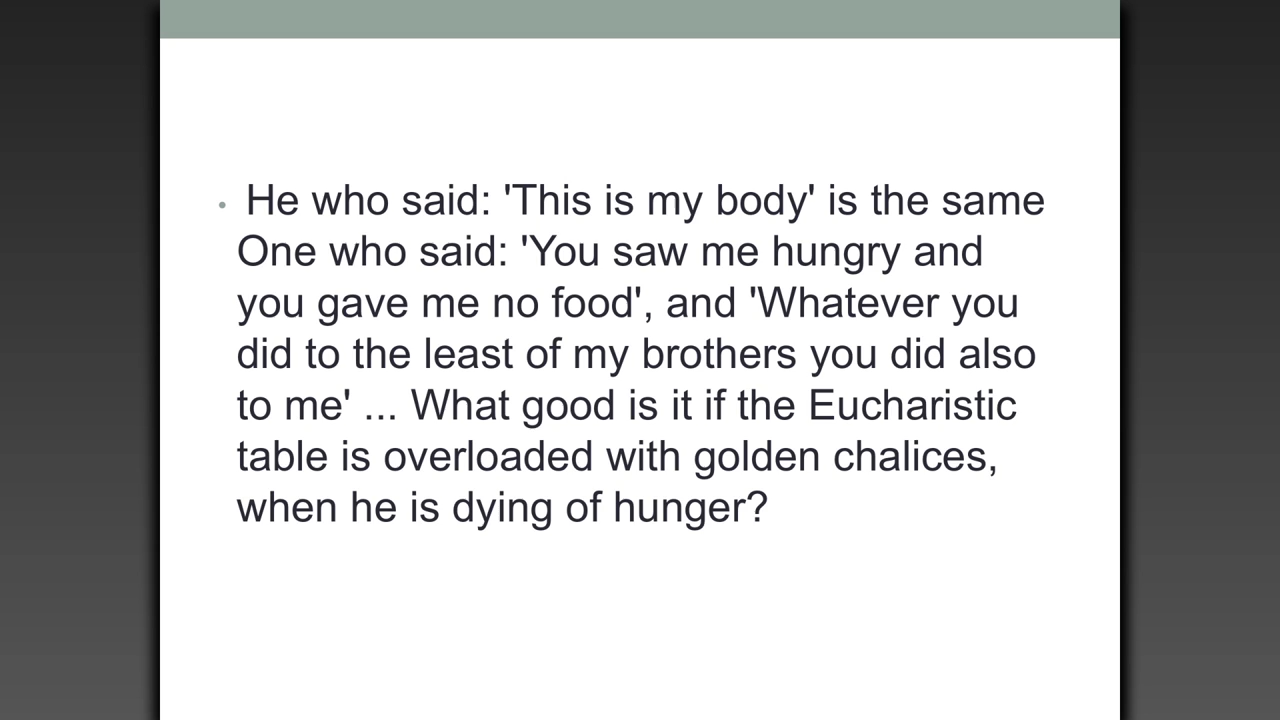 • He who said: 'This is my body' is the same
One who said: 'You saw me hungry and
you gave me no food', and 'Whatever you
did to the least of my brothers you did also
to me' ... What good is it if the Eucharistic
table is overloaded with golden chalices,
when he is dying of hunger?